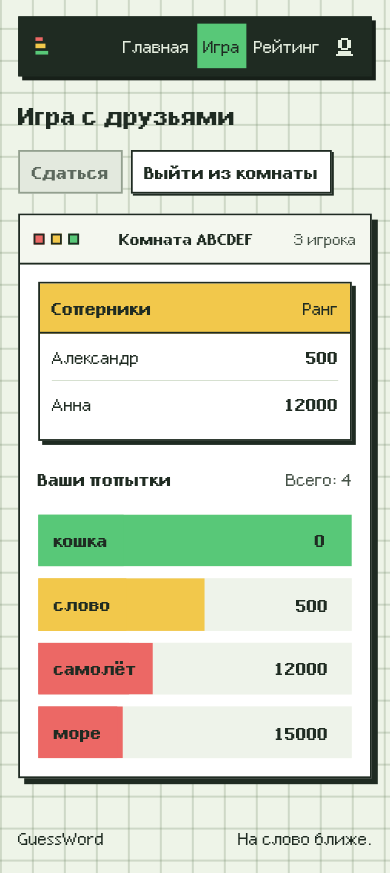 Главная Игра Рейтинг
Игра с друзьями
Сдаться Выйти из комнаты
Комната ABCDEF 3 игрока
Соперники Ранг
Александр 500
Анна 12000
Ваши попытки Всего: 4
кошка 0
слово 500
самолёт 12000
море 15000
GuessWord На слово ближе.